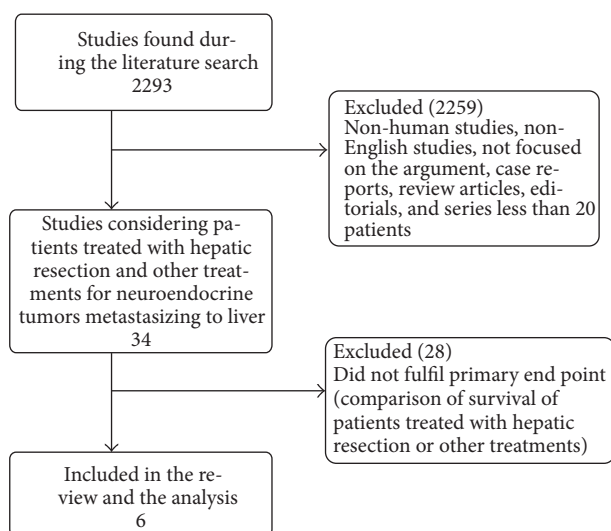 Studies found dur-
ing the literature search
2293
Excluded (2259)
Non-human studies, non-
English studies, not focused
on the argument, case re-
ports, review articles, edi-
torials, and series less than 20
patients
Studies considering pa-
tients treated with hepatic
resection and other treat-
ments for neuroendocrine
tumors metastasizing to liver
34
Excluded (28)
Did not fulfil primary end point
(comparison of survival of
patients treated with hepatic
resection or other treatments)
Included in the re-
view and the analysis
6